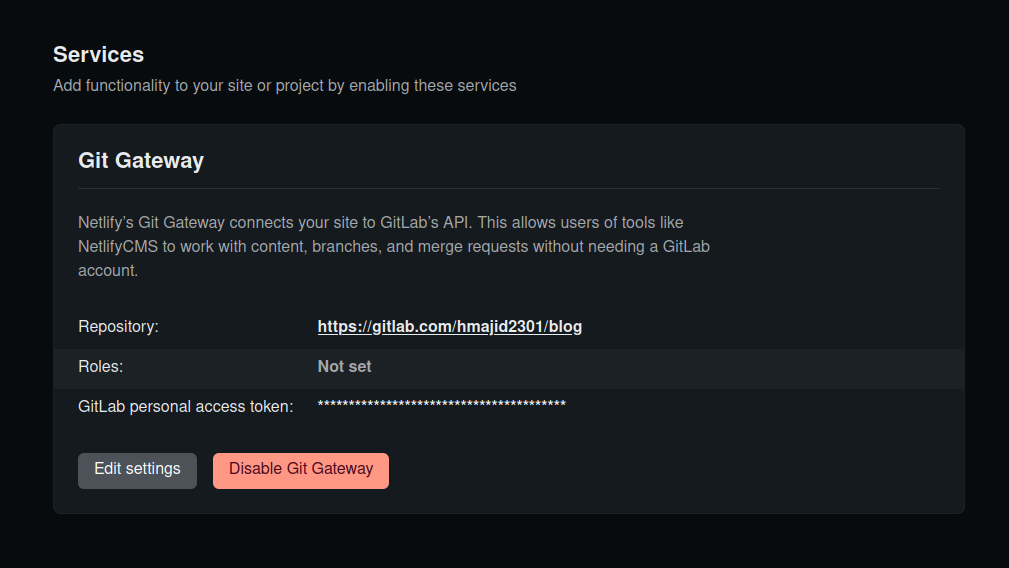 Services
Add functionality to your site or project by enabling these services
Git Gateway
Netlify’s Git Gateway connects your site to GitLab’s API. This allows users of tools like
NetlifyCMS to work with content, branches, and merge requests without needing a GitLab
account.
Repository: https://gitlab.com/hmajid2301/blog
Roles: Not set
GitLab personal access token: ****************************************
Edit settings Disable Git Gateway